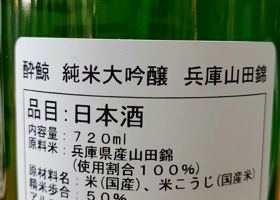 酔鯨 純米大吟醸 兵庫山田錦
品目:日本酒
内容量:720ml
原料米:兵庫県産山田錦
(使用割合100%)
原材料名:米(国産)、米こうじ(国産米)
精米歩合:50%